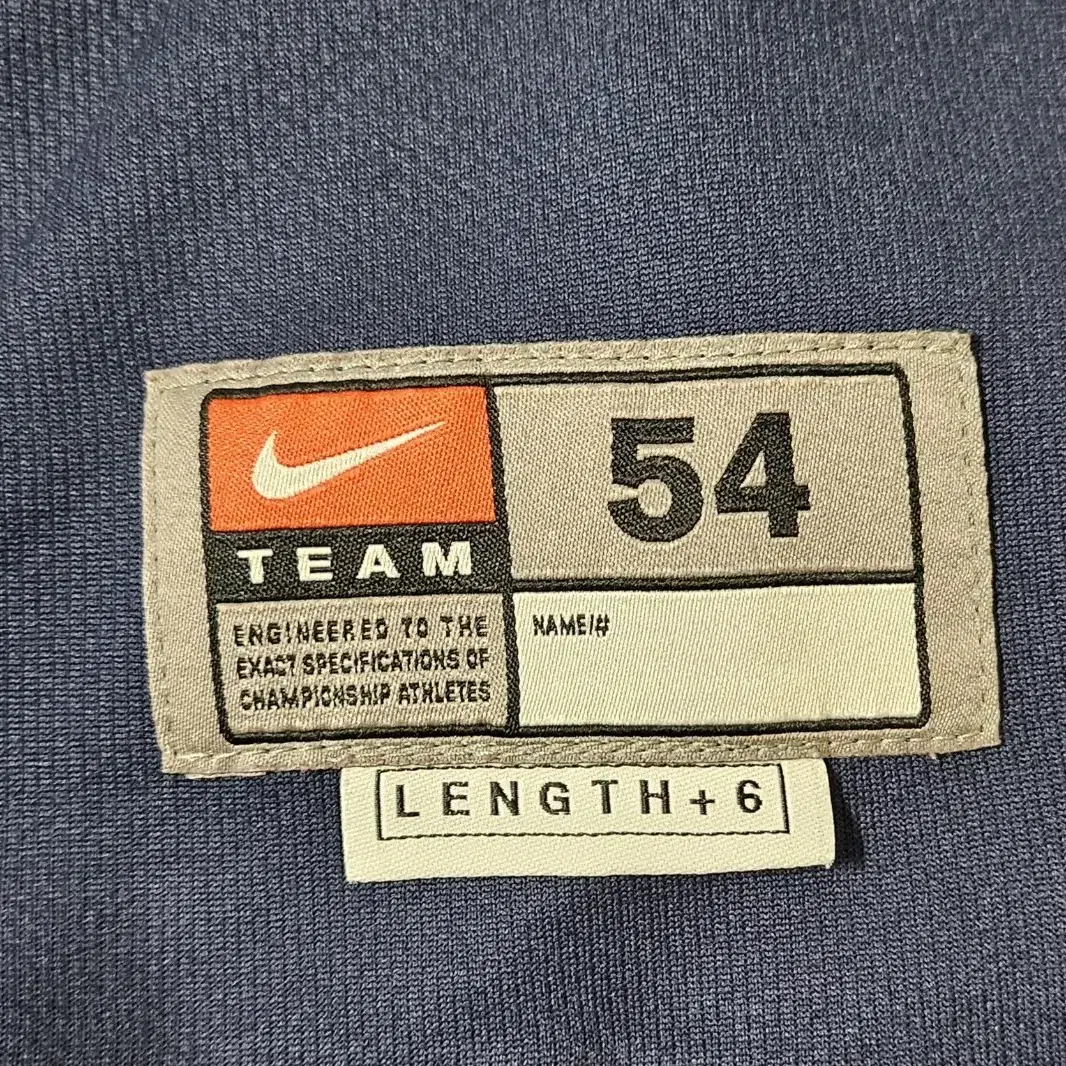 TEAM
54
ENGINEERED TO THE
EXACT SPECIFICATIONS OF
CHAMPIONSHIP ATHLETES
NAME/#
LENGTH + 6